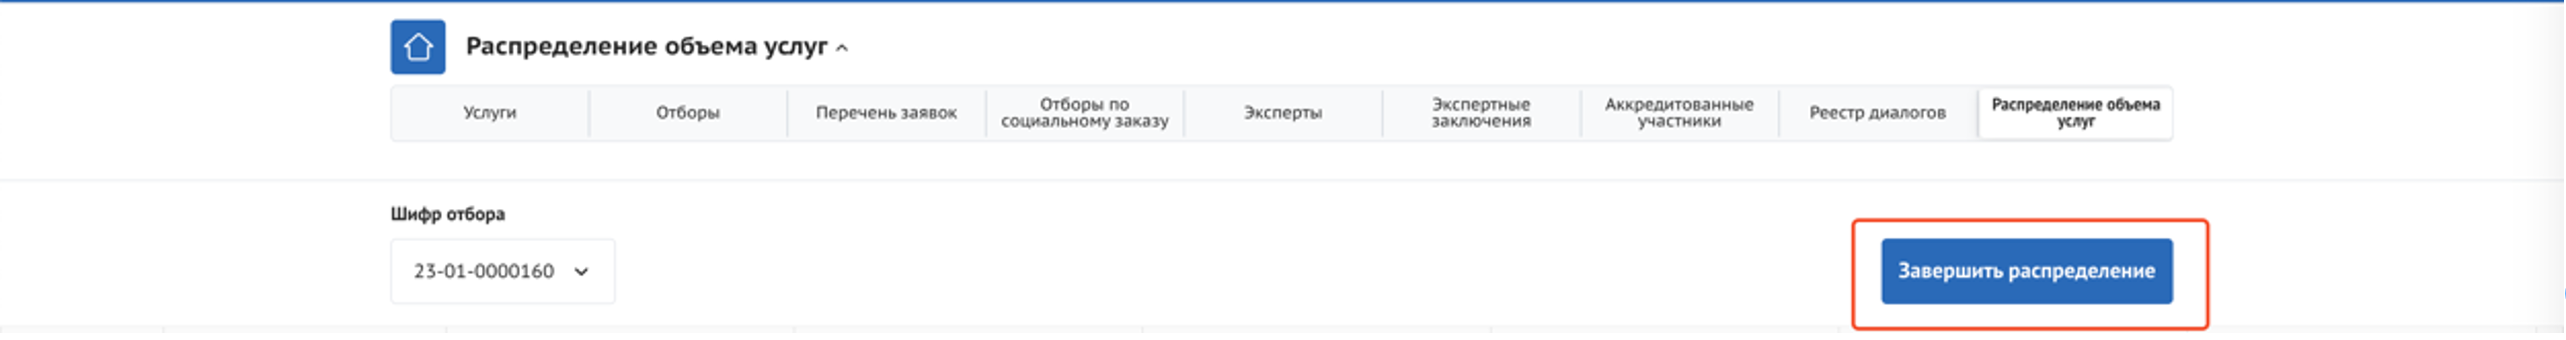 Распределение объема услуг
Услуги
Отборы
Перечень заявок
Отборы по
социальному заказу
Эксперты
Экспертные
заключения
Аккредитованные
участники
Реестр диалогов
Распределение объема
услуг
Шифр отбора
23-01-0000160
Завершить распределение